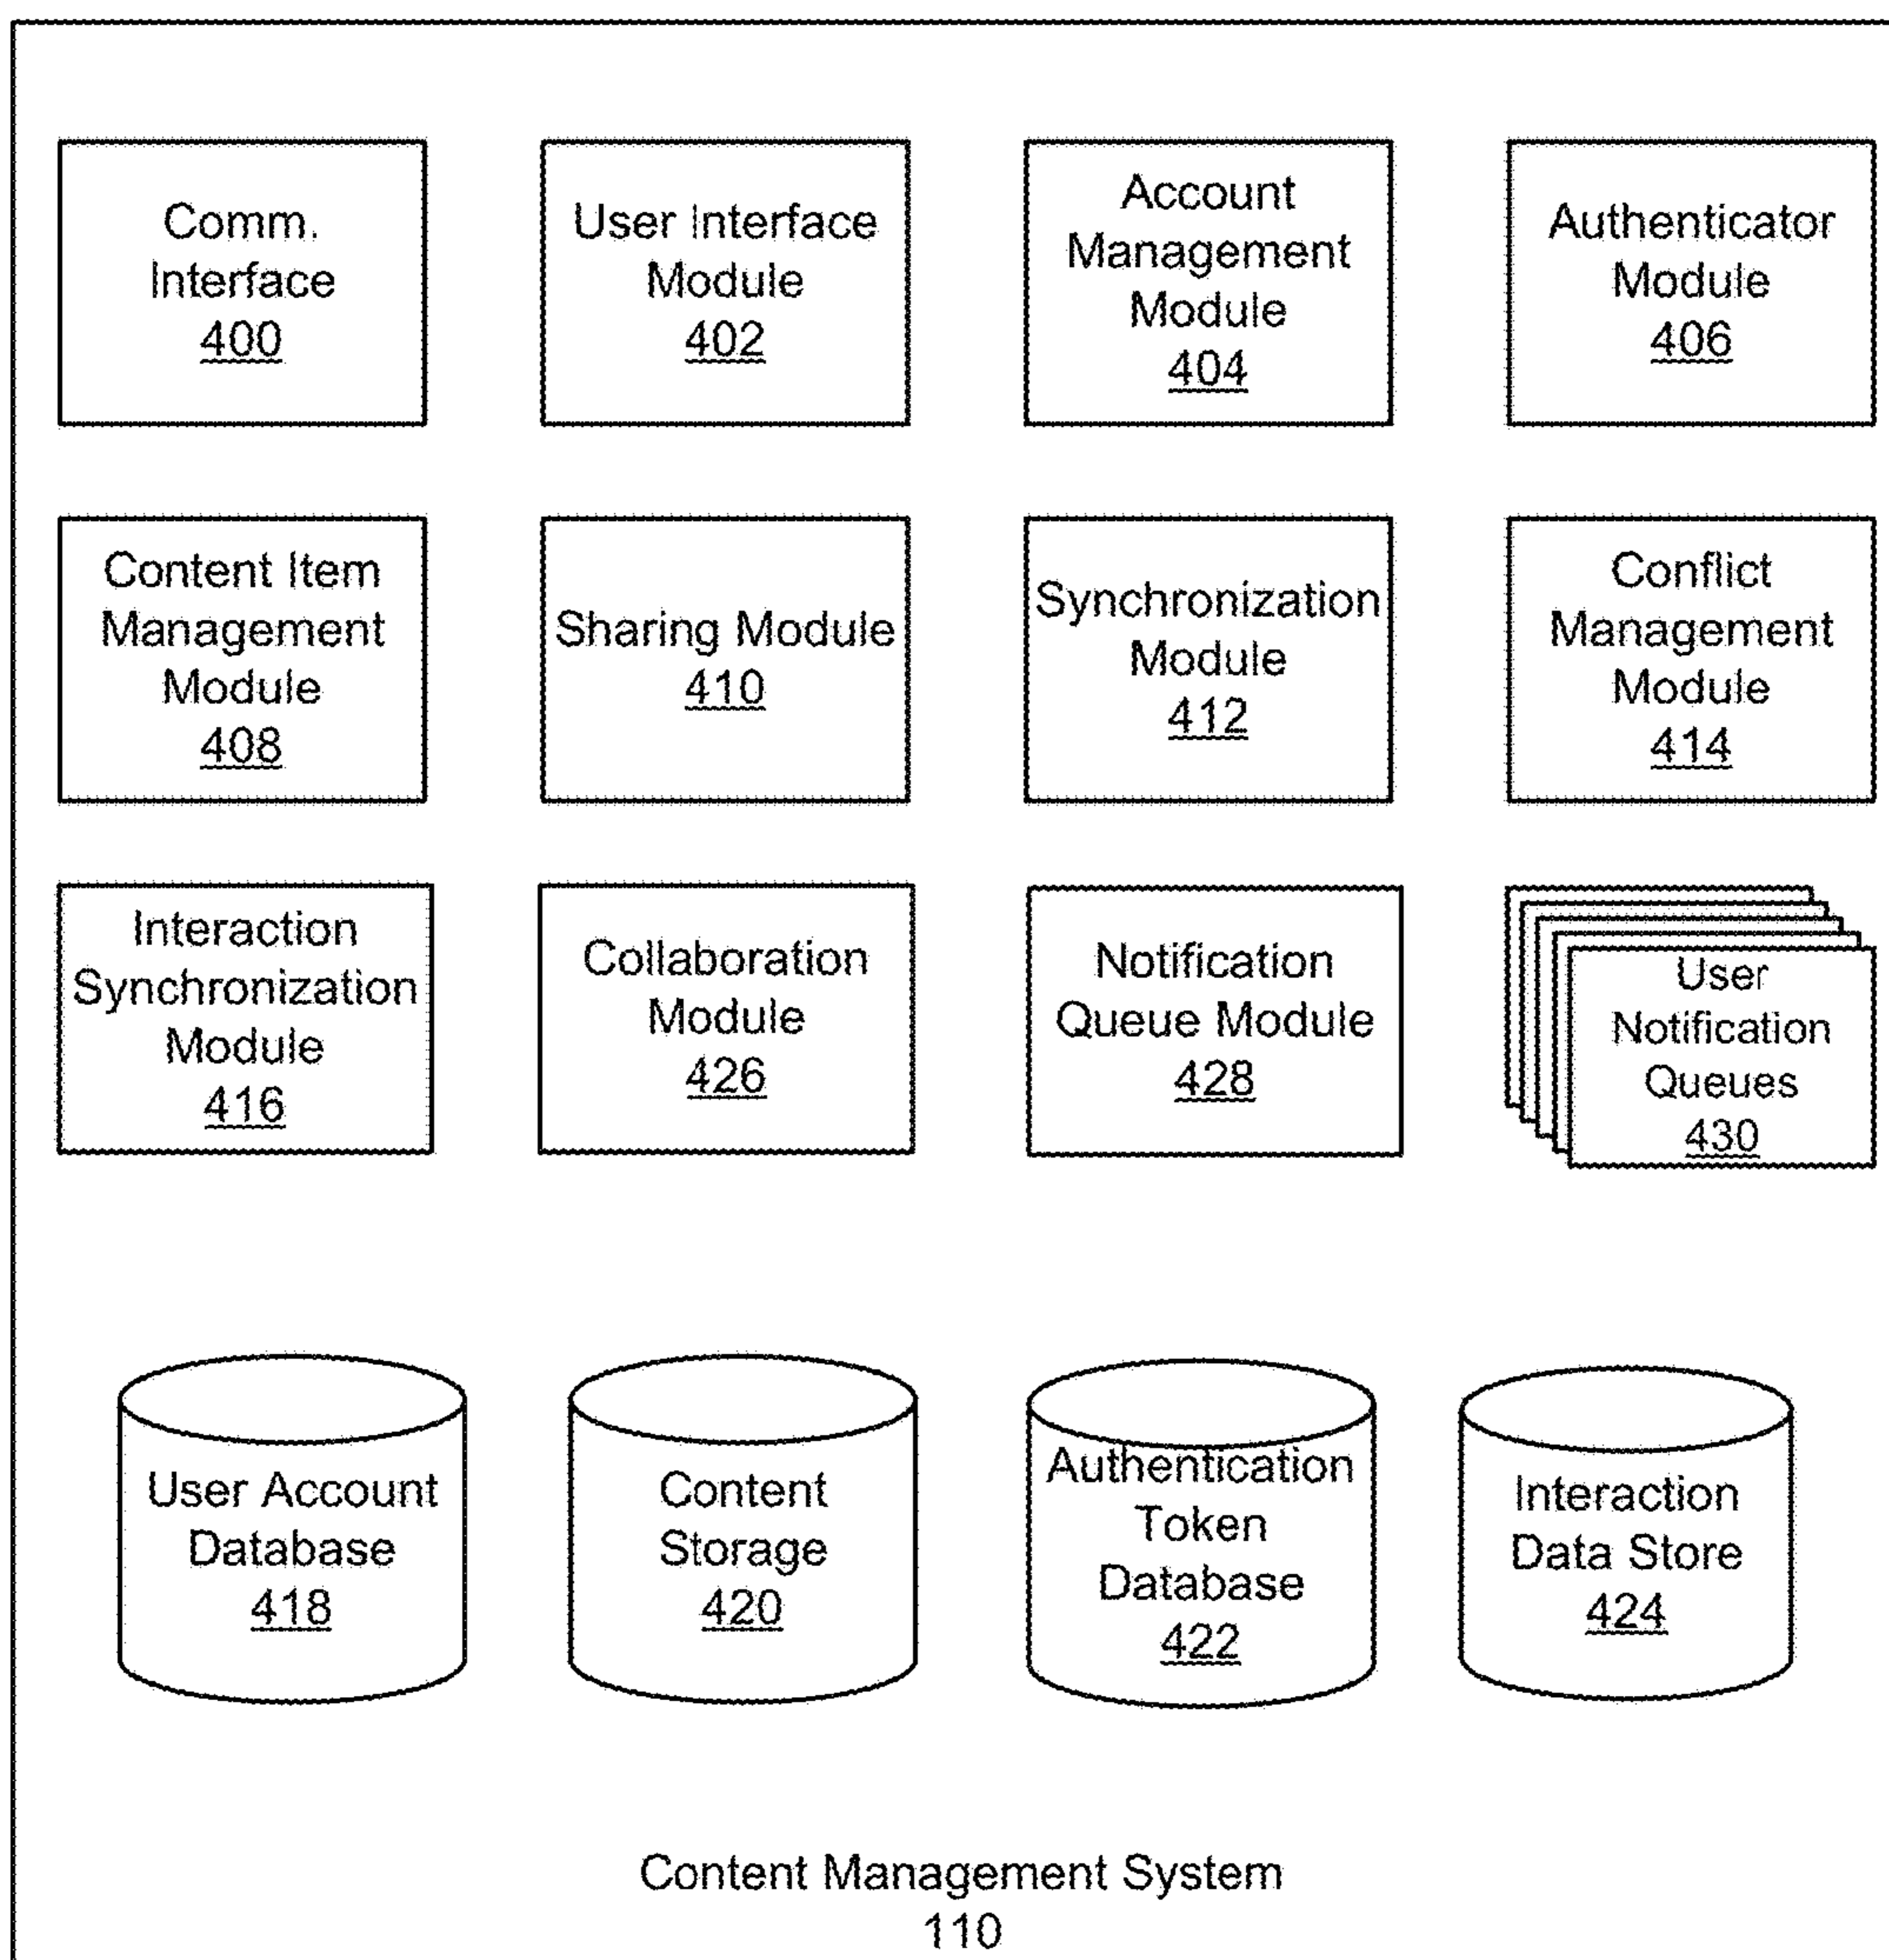 Comm.
Interface
400
User Interface
Module
402
Account
Management
Module
404
Authenticator
Module
406
Content Item
Management
Module
408
Sharing Module
410
Synchronization
Module
412
Conflict
Management
Module
414
Interaction
Synchronization
Module
416
Collaboration
Module
426
Notification
Queue Module
428
User
Notification
Queues
430
User Account
Database
418
Content
Storage
420
Authentication
Token
Database
422
Interaction
Data Store
424
Content Management System
110